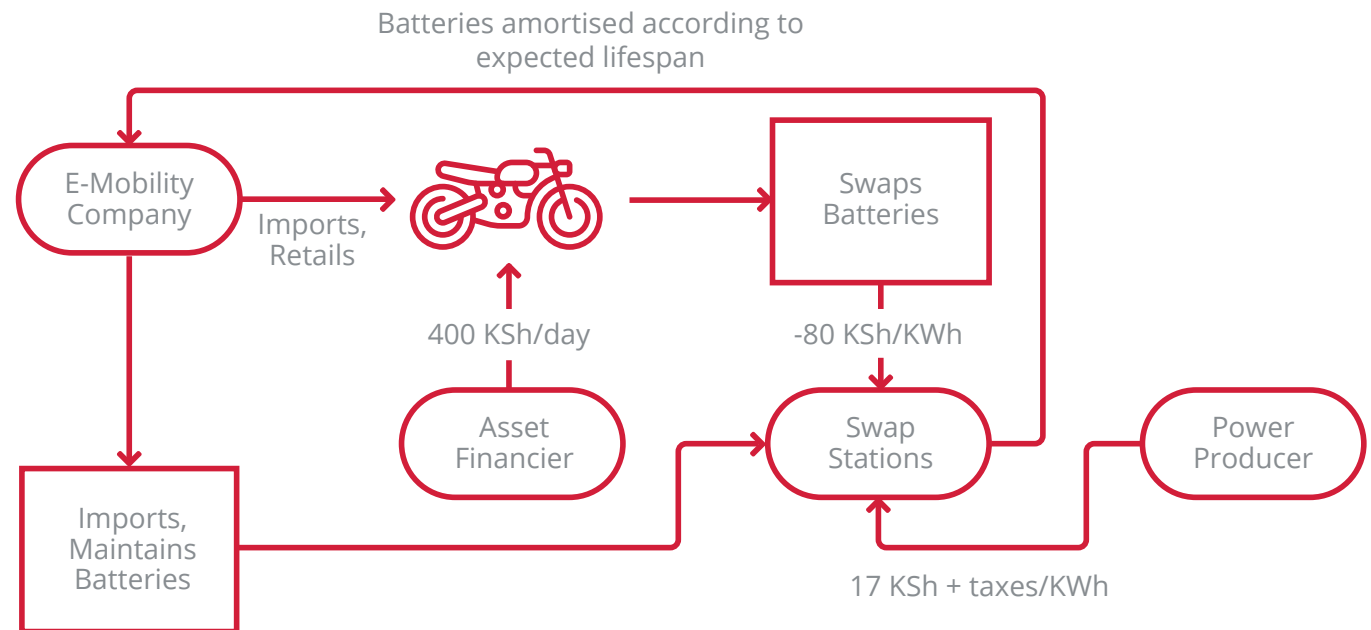 Batteries amortised according to
expected lifespan
E-Mobility
Company
Imports,
Retails
Swaps
Batteries
400 KSh/day
-80 KSh/KWh
Asset
Financier
Swap
Stations
Power
Producer
Imports,
Maintains
Batteries
17 KSh + taxes/KWh